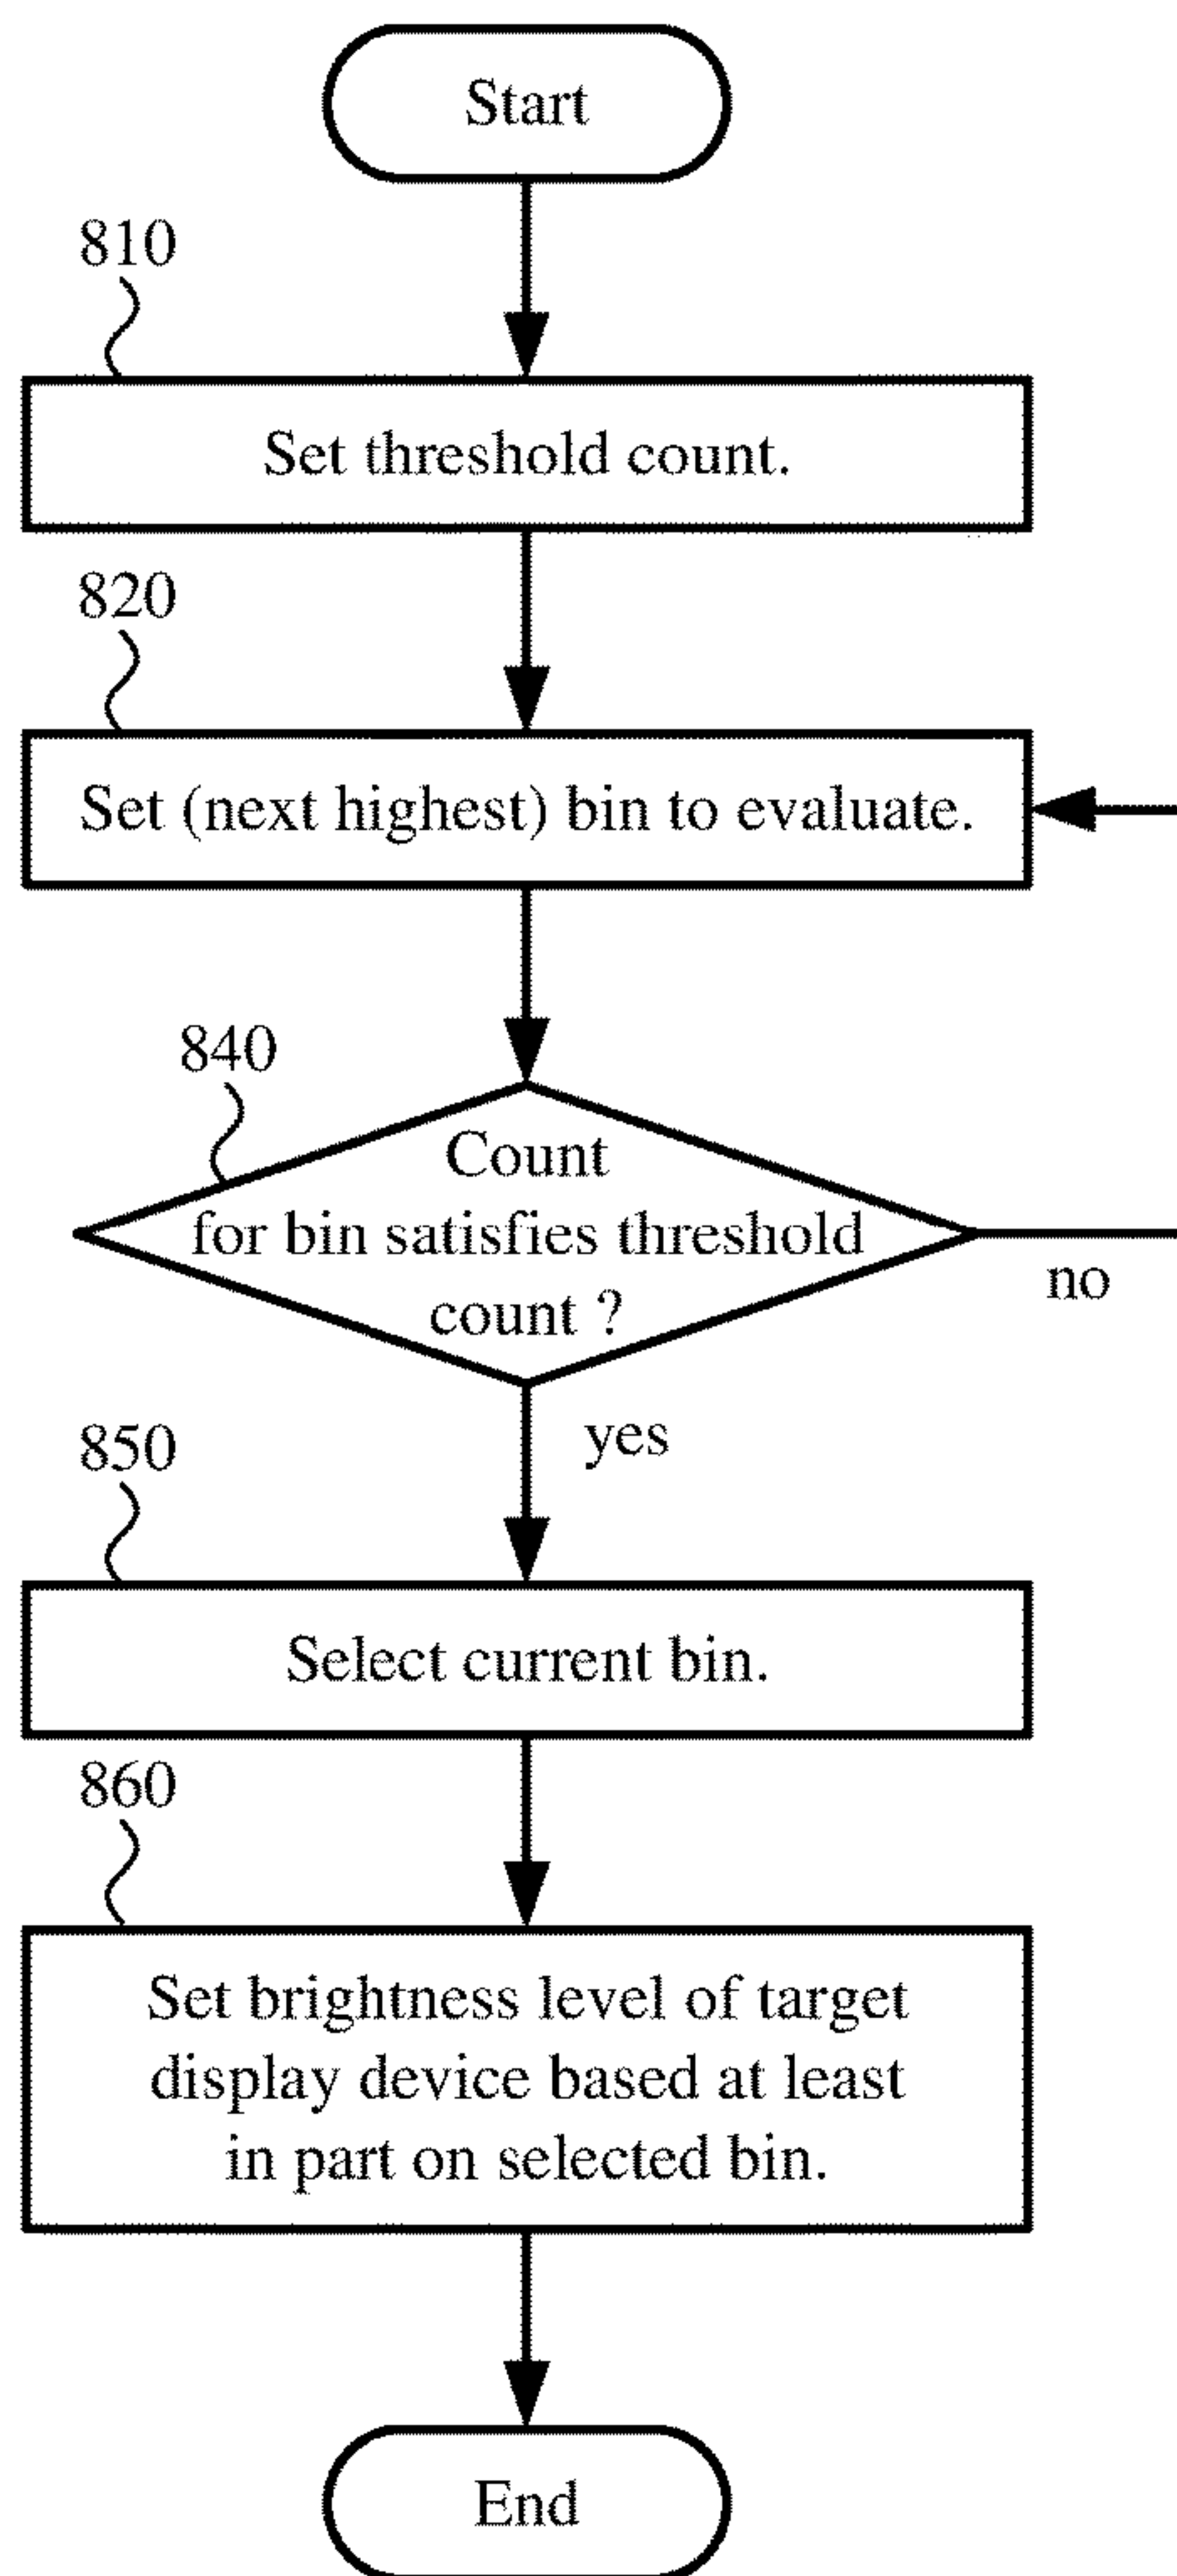 Start
810
Set threshold count.
820
Set (next highest) bin to evaluate.
840
Count
for bin satisfies threshold
count ?
no
yes
850
Select current bin.
860
Set brightness level of target
display device based at least
in part on selected bin.
End